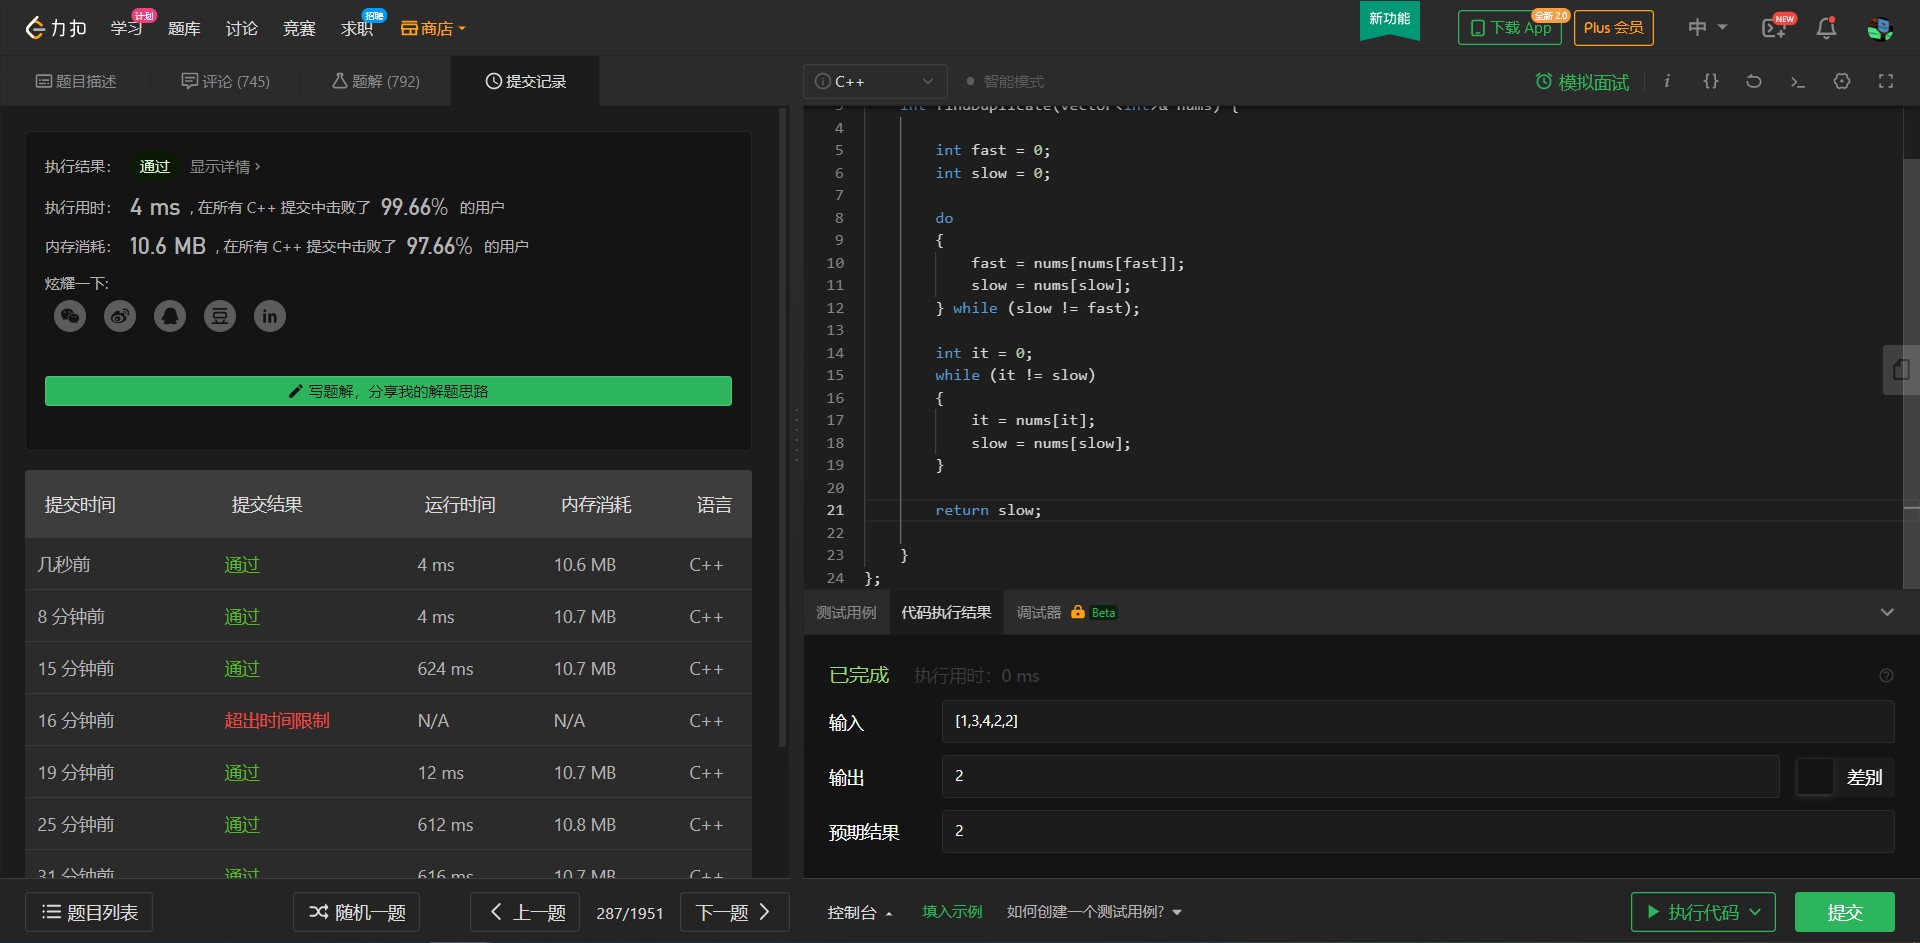 力扣
学习
计划
题库
讨论
竞赛
求职
招聘
商店
新功能
下载 App
全新 2.0
Plus 会员
中
NEW
题目描述
评论 (745)
题解 (792)
提交记录
C++
智能模式
模拟面试
执行结果：
通过
显示详情 ›
执行用时： 4 ms , 在所有 C++ 提交中击败了 99.66% 的用户
内存消耗： 10.6 MB , 在所有 C++ 提交中击败了 97.66% 的用户
炫耀一下:
写题解，分享我的解题思路
提交时间 提交结果 运行时间 内存消耗 语言
几秒前 通过 4 ms 10.6 MB C++
8 分钟前 通过 4 ms 10.7 MB C++
15 分钟前 通过 624 ms 10.7 MB C++
16 分钟前 超出时间限制 N/A N/A C++
19 分钟前 通过 12 ms 10.7 MB C++
25 分钟前 通过 612 ms 10.8 MB C++
31 分钟前 通过 616 ms 10.7 MB C++
题目列表
随机一题
上一题
287/1951
下一题
3 int findDuplicate(vector<int>& nums) {
4
5 int fast = 0;
6 int slow = 0;
7
8 do
9 {
10 fast = nums[nums[fast]];
11 slow = nums[slow];
12 } while (slow != fast);
13
14 int it = 0;
15 while (it != slow)
16 {
17 it = nums[it];
18 slow = nums[slow];
19 }
20
21 return slow;
22
23 }
24 };
测试用例
代码执行结果
调试器
Beta
已完成
执行用时：0 ms
输入
[1,3,4,2,2]
输出
2
差别
预期结果
2
控制台
填入示例
如何创建一个测试用例?
执行代码
提交